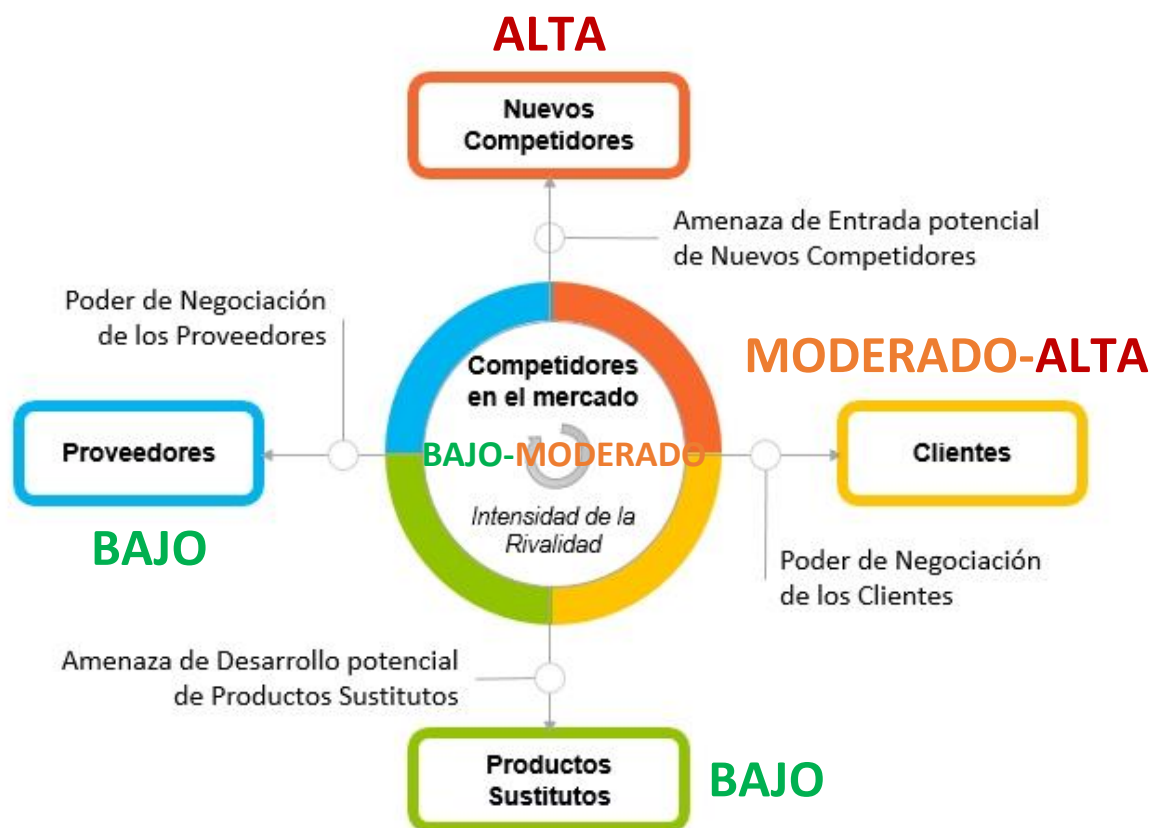 ALTA
Nuevos
Competidores
Amenaza de Entrada potencial
de Nuevos Competidores
Poder de Negociación
de los Proveedores
Competidores
en el mercado
MODERADO-ALTA
Proveedores
BAJO-MODERADO
Clientes
BAJO
Intensidad de la
Rivalidad
Poder de Negociación
de los Clientes
Amenaza de Desarrollo potencial
de Productos Sustitutos
Productos
Sustitutos
BAJO